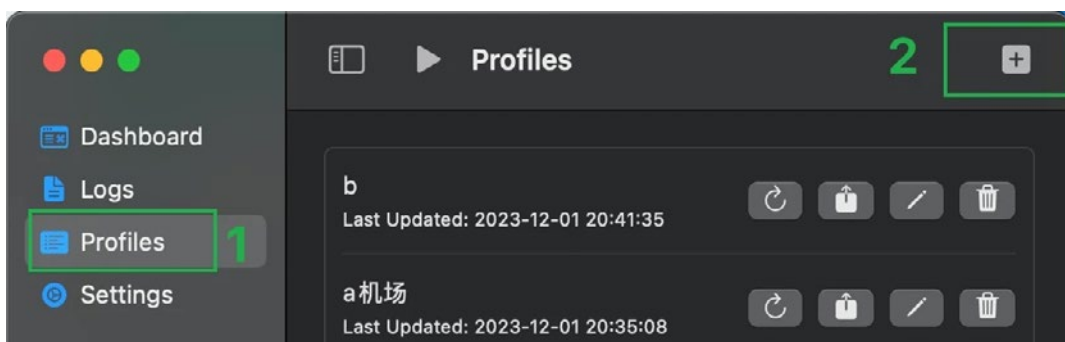 Profiles
2
Dashboard
Logs
Profiles
1
Settings
b
Last Updated: 2023-12-01 20:41:35
a机场
Last Updated: 2023-12-01 20:35:08